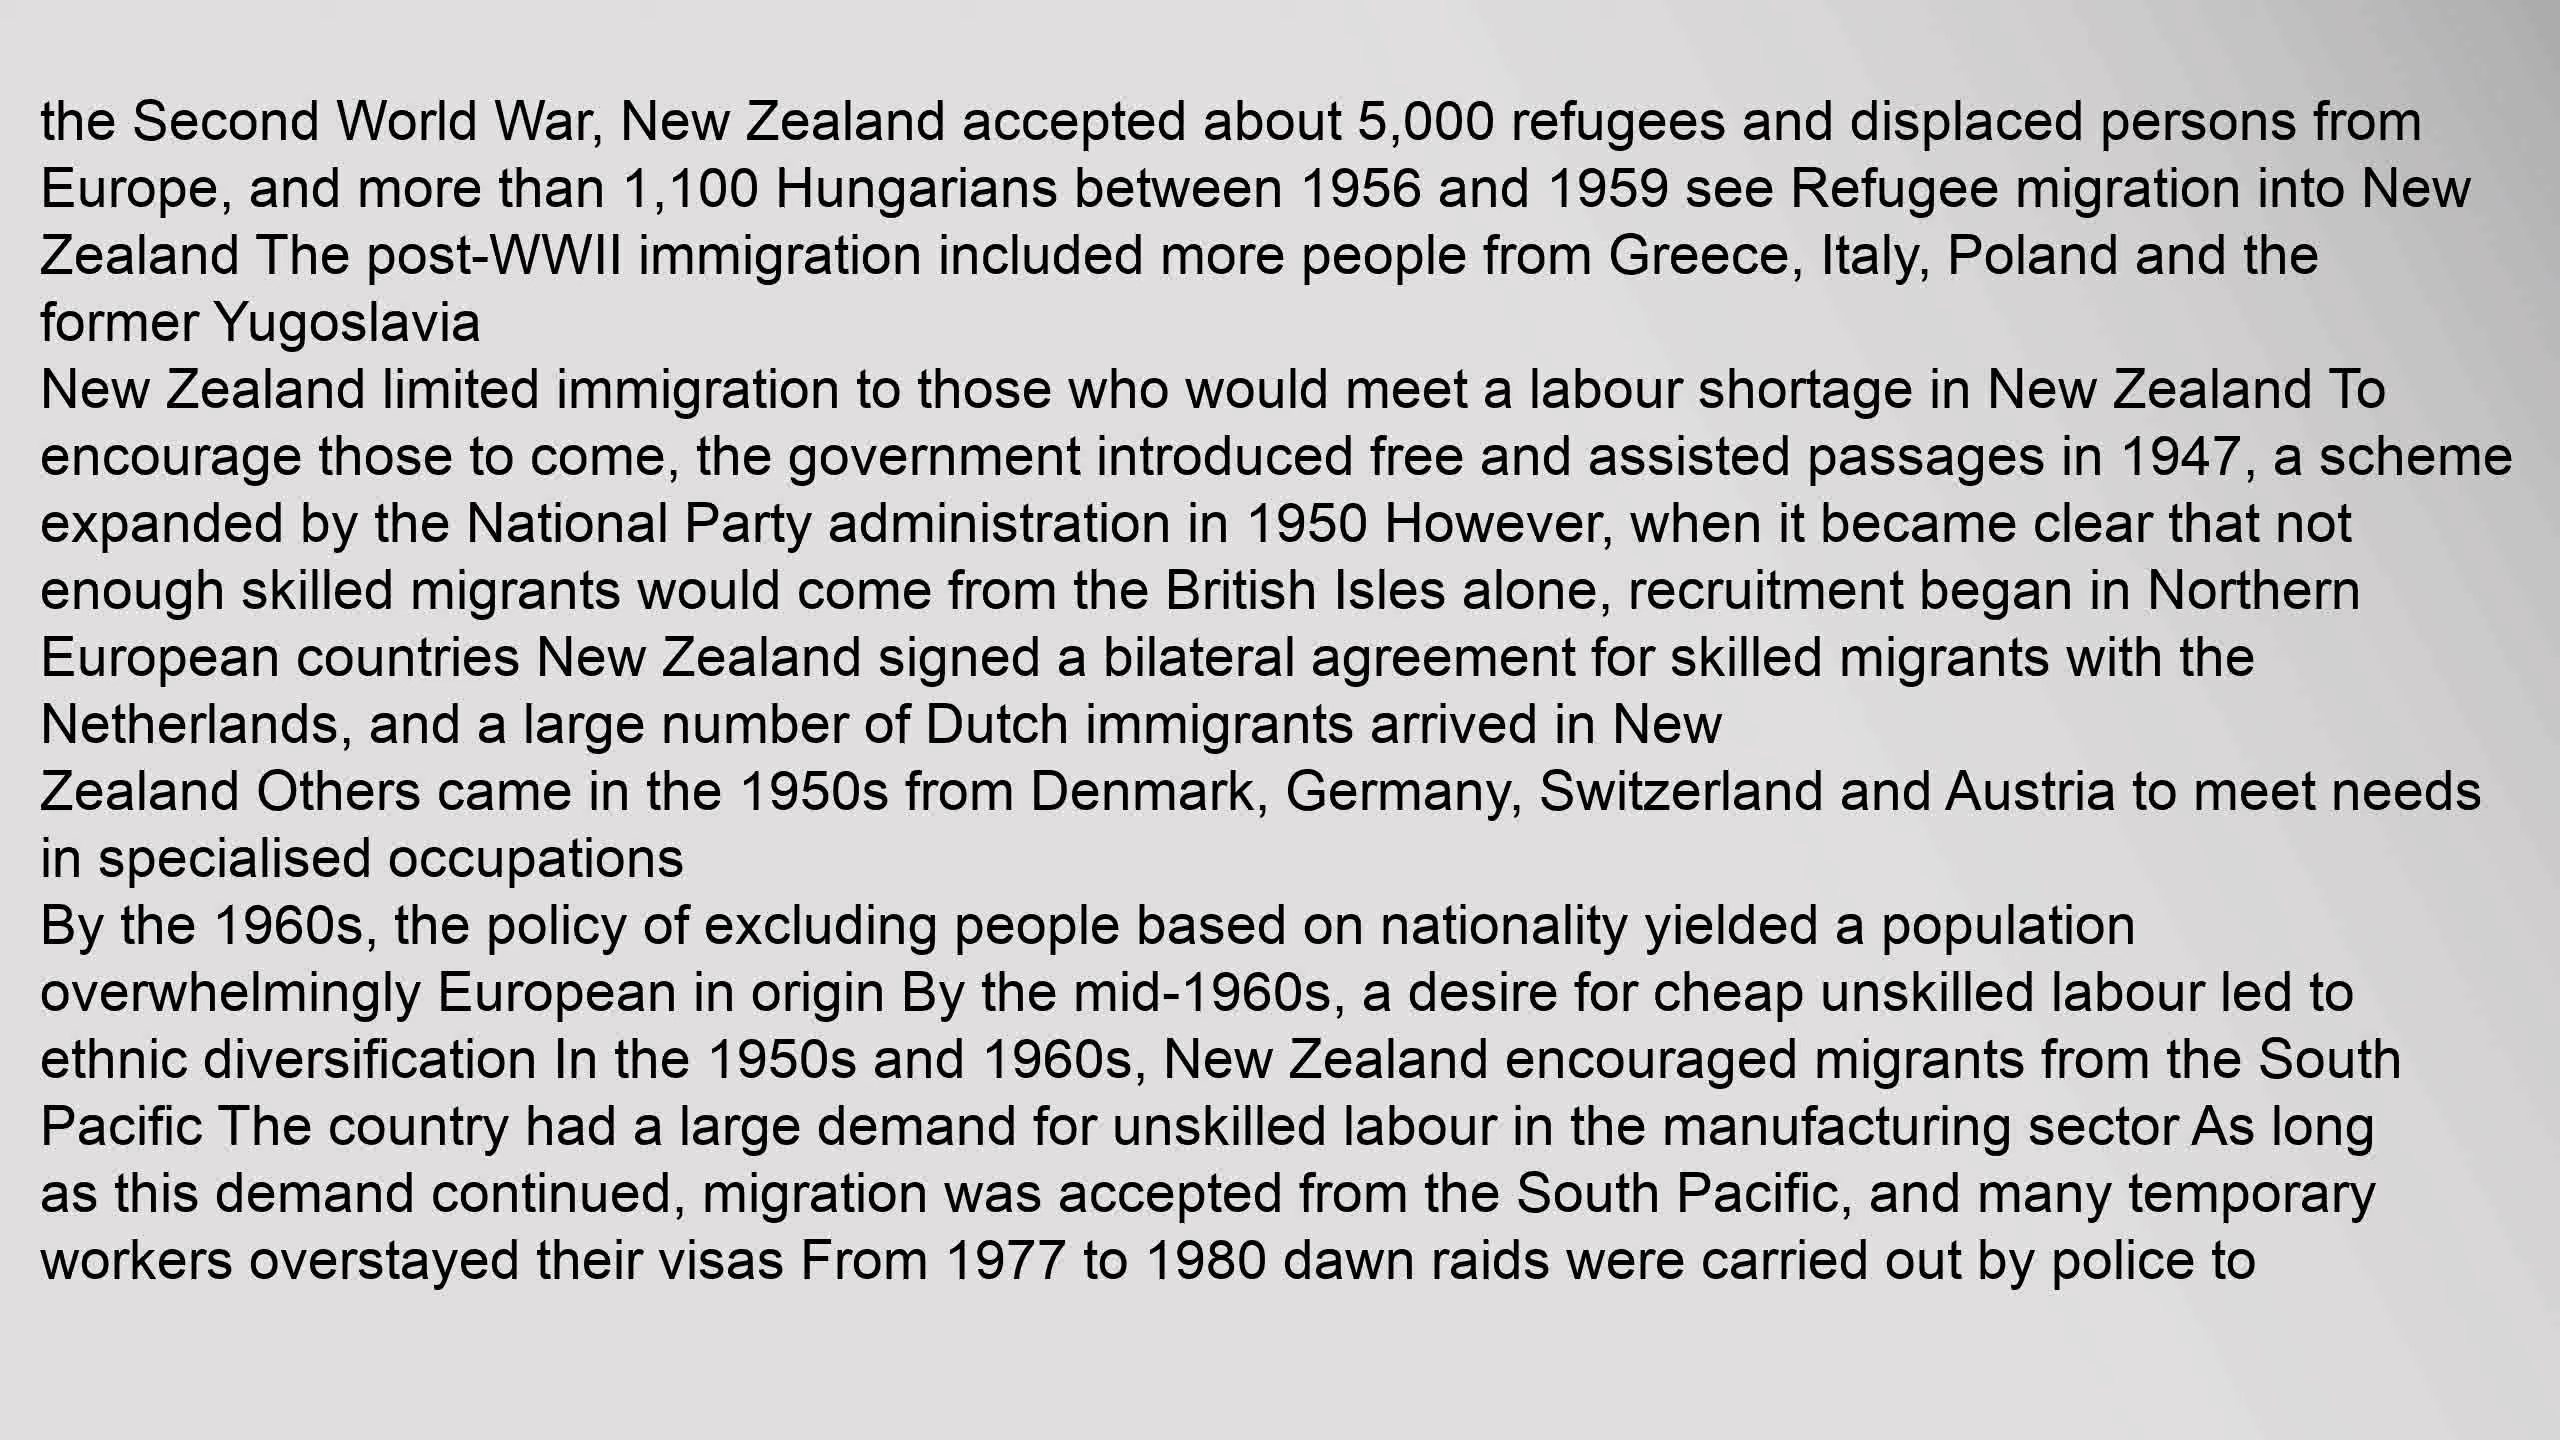 the Second World War, New Zealand accepted about 5,000 refugees and displaced persons from
Europe, and more than 1,100 Hungarians between 1956 and 1959 see Refugee migration into New
Zealand The post-WWII immigration included more people from Greece, Italy, Poland and the
former Yugoslavia
New Zealand limited immigration to those who would meet a labour shortage in New Zealand To
encourage those to come, the government introduced free and assisted passages in 1947, a scheme
expanded by the National Party administration in 1950 However, when it became clear that not
enough skilled migrants would come from the British Isles alone, recruitment began in Northern
European countries New Zealand signed a bilateral agreement for skilled migrants with the
Netherlands, and a large number of Dutch immigrants arrived in New
Zealand Others came in the 1950s from Denmark, Germany, Switzerland and Austria to meet needs
in specialised occupations
By the 1960s, the policy of excluding people based on nationality yielded a population
overwhelmingly European in origin By the mid-1960s, a desire for cheap unskilled labour led to
ethnic diversification In the 1950s and 1960s, New Zealand encouraged migrants from the South
Pacific The country had a large demand for unskilled labour in the manufacturing sector As long
as this demand continued, migration was accepted from the South Pacific, and many temporary
workers overstayed their visas From 1977 to 1980 dawn raids were carried out by police to